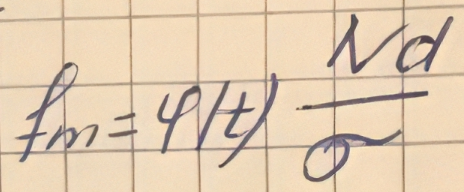 fm = φ(t) Nd/σ